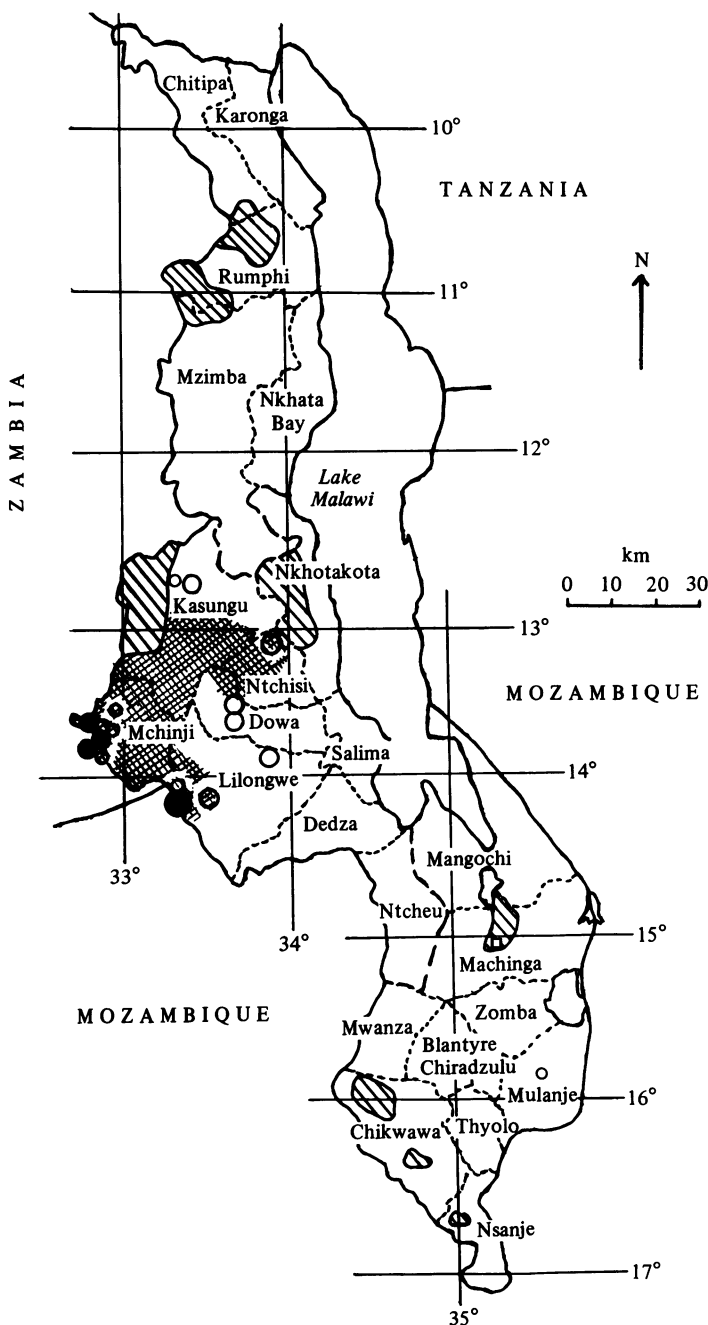 Chitipa
Karonga
10°
TANZANIA
N
Rumphi
11°
ZAMBIA
Mzimba
Nkhata
Bay
12°
Lake
Malawi
km
0 10 20 30
Nkhotakota
Kasungu
13°
MOZAMBIQUE
Ntchisi
Mchinji
Dowa
Salima
Lilongwe
14°
Dedza
Mangochi
33°
Ntcheu
34°
15°
Machinga
MOZAMBIQUE
Zomba
Mwanza
Blantyre
Chiradzulu
Mulanje
16°
Chikwawa
Thyolo
Nsanje
17°
35°